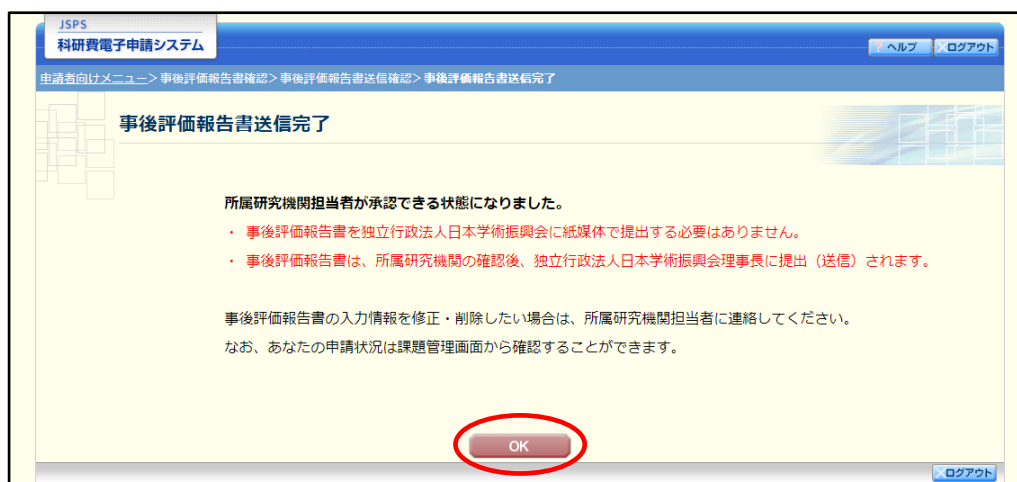 JSPS
科研費電子申請システム
? ヘルプ
ログアウト
申請者向けメニュー>事後評価報告書確認>事後評価報告書送信確認>事後評価報告書送信完了
事後評価報告書送信完了
所属研究機関担当者が承認できる状態になりました。
・ 事後評価報告書を独立行政法人日本学術振興会に紙媒体で提出する必要はありません。
・ 事後評価報告書は、所属研究機関の確認後、独立行政法人日本学術振興会理事長に提出（送信）されます。
事後評価報告書の入力情報を修正・削除したい場合は、所属研究機関担当者に連絡してください。
なお、あなたの申請状況は課題管理画面から確認することができます。
OK
ログアウト